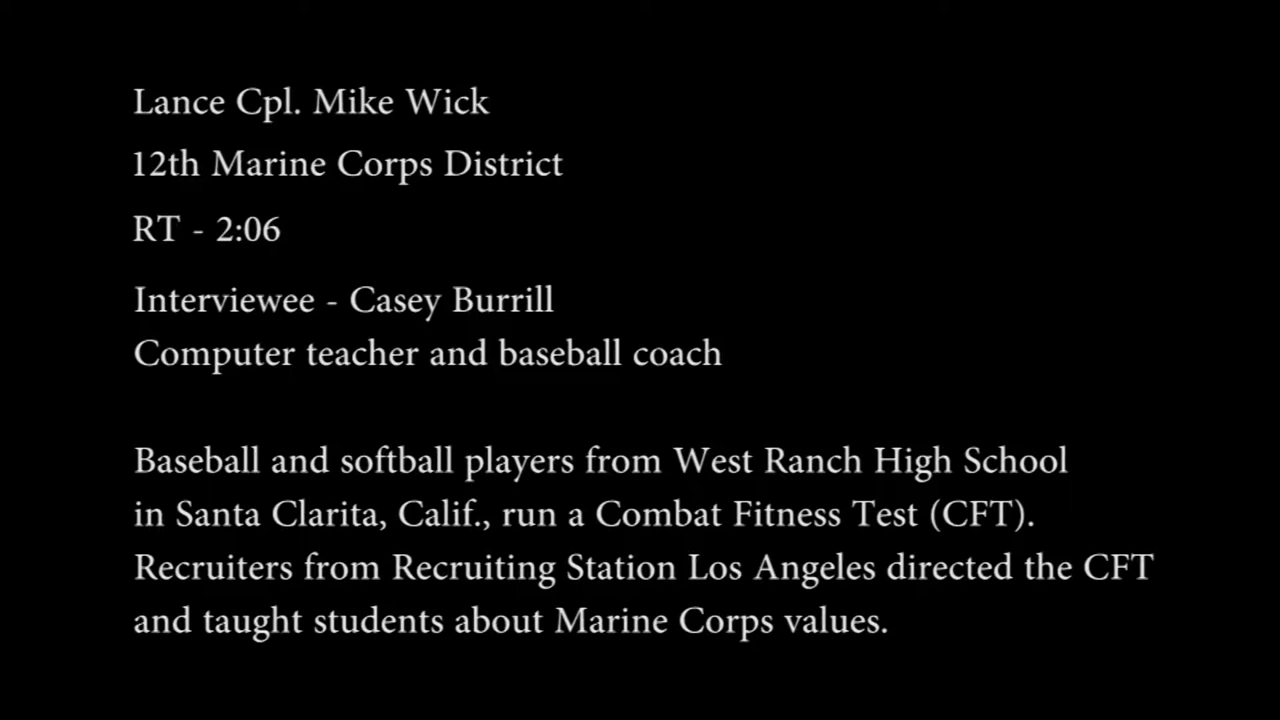 Lance Cpl. Mike Wick
12th Marine Corps District
RT - 2:06
Interviewee - Casey Burrill
Computer teacher and baseball coach
Baseball and softball players from West Ranch High School
in Santa Clarita, Calif., run a Combat Fitness Test (CFT).
Recruiters from Recruiting Station Los Angeles directed the CFT
and taught students about Marine Corps values.